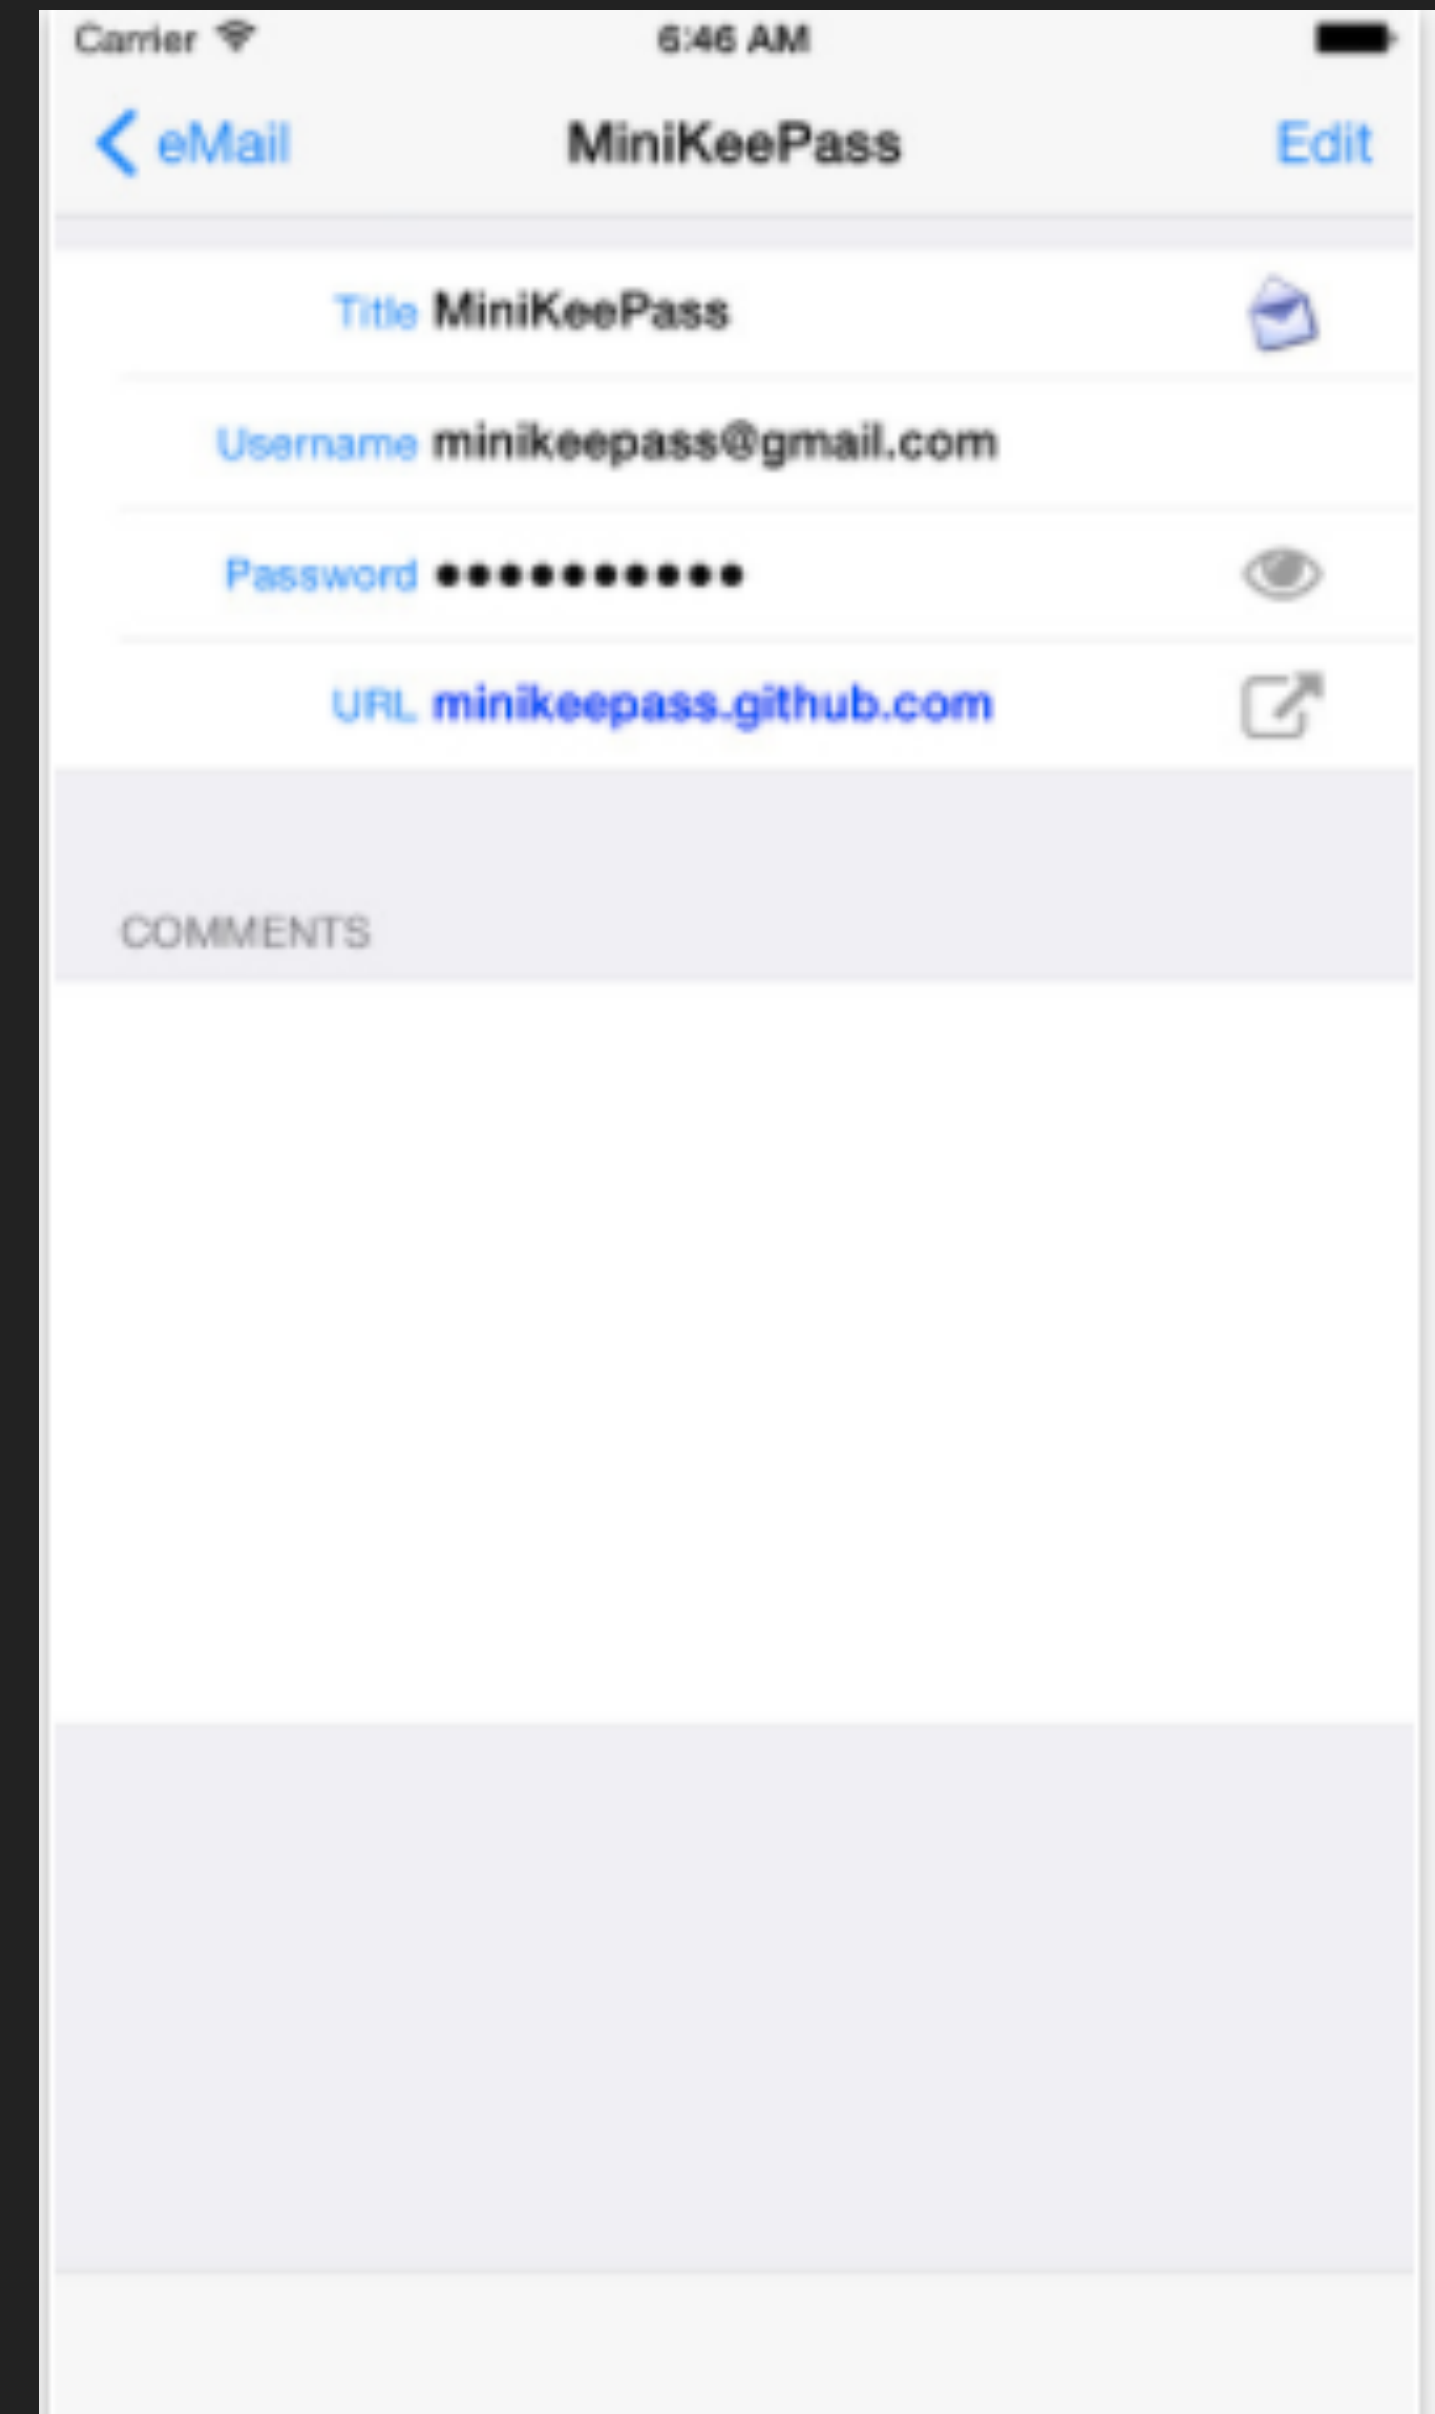 Carrier 6:46 AM
eMail MiniKeePass Edit
Title MiniKeePass
Username minikeepass@gmail.com
Password ••••••••••
URL minikeepass.github.com
COMMENTS